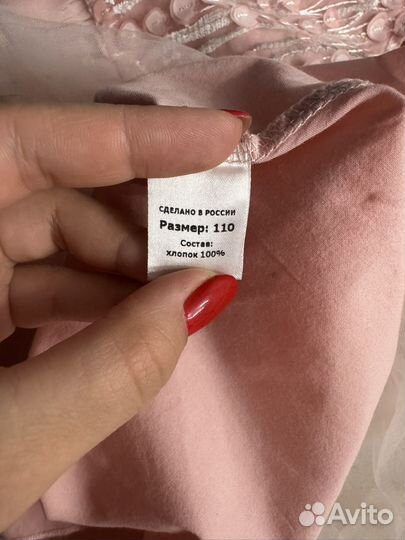 СДЕЛАНО В РОССИИ
Размер: 110
Состав:
хлопок 100%
Avito